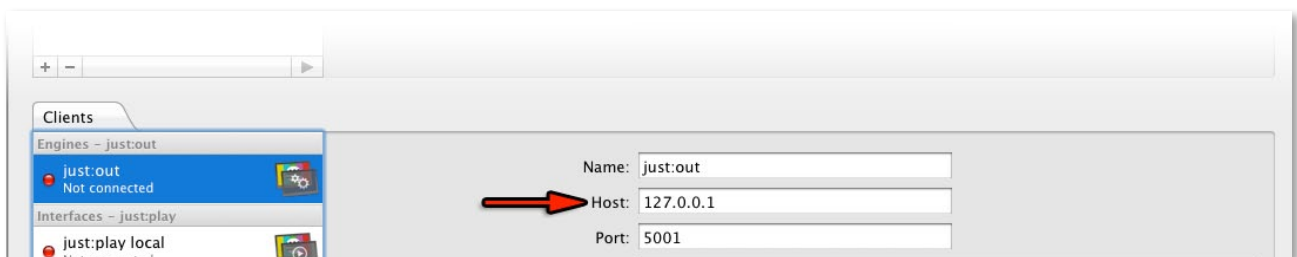 Clients
Engines – just:out
just:out
Not connected
Interfaces – just:play
just:play local
Name: just:out
Host: 127.0.0.1
Port: 5001